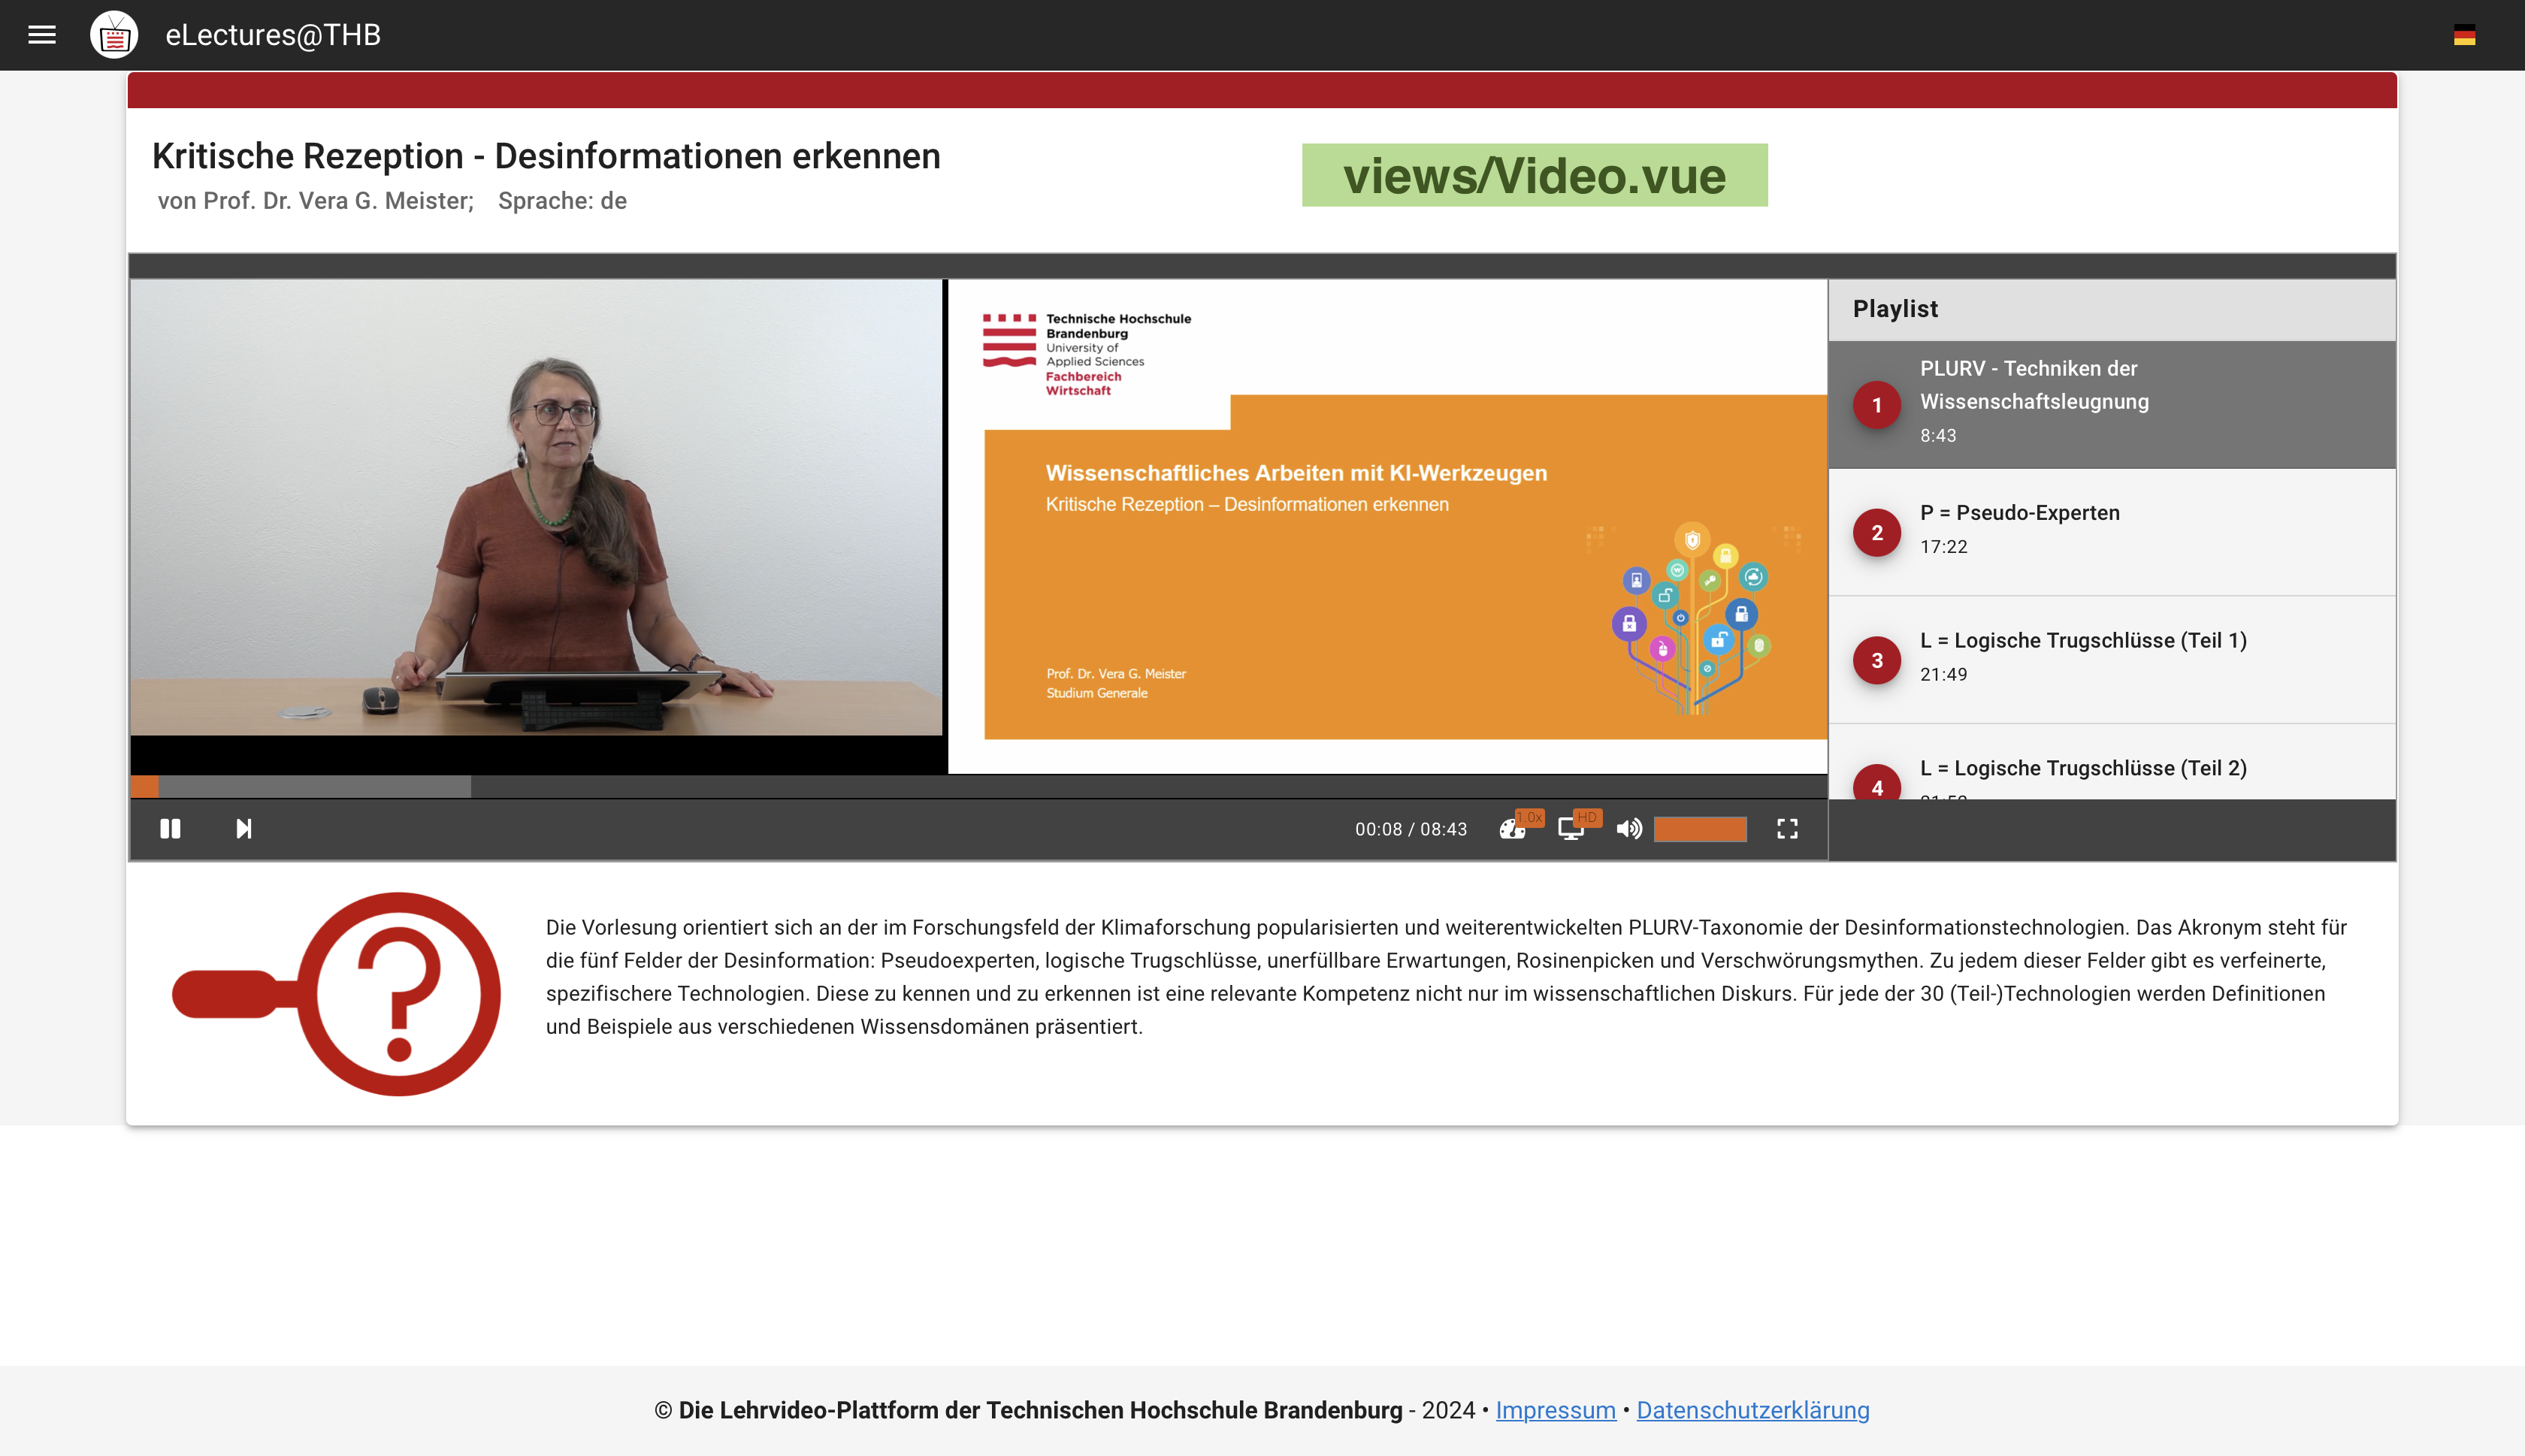 eLectures@THB
Kritische Rezeption - Desinformationen erkennen
von Prof. Dr. Vera G. Meister; Sprache: de
views/Video.vue
Technische Hochschule
Brandenburg
University of
Applied Sciences
Fachbereich
Wirtschaft
Wissenschaftliches Arbeiten mit KI-Werkzeugen
Kritische Rezeption – Desinformationen erkennen
Prof. Dr. Vera G. Meister
Studium Generale
Playlist
1
PLURV - Techniken der
Wissenschaftsleugnung
8:43
2
P = Pseudo-Experten
17:22
3
L = Logische Trugschlüsse (Teil 1)
21:49
4
L = Logische Trugschlüsse (Teil 2)
00:08 / 08:43
1.0x
HD
Die Vorlesung orientiert sich an der im Forschungsfeld der Klimaforschung popularisierten und weiterentwickelten PLURV-Taxonomie der Desinformationstechnologien. Das Akronym steht für
die fünf Felder der Desinformation: Pseudoexperten, logische Trugschlüsse, unerfüllbare Erwartungen, Rosinenpicken und Verschwörungsmythen. Zu jedem dieser Felder gibt es verfeinerte,
spezifischere Technologien. Diese zu kennen und zu erkennen ist eine relevante Kompetenz nicht nur im wissenschaftlichen Diskurs. Für jede der 30 (Teil-)Technologien werden Definitionen
und Beispiele aus verschiedenen Wissensdomänen präsentiert.
© Die Lehrvideo-Plattform der Technischen Hochschule Brandenburg - 2024 • Impressum • Datenschutzerklärung